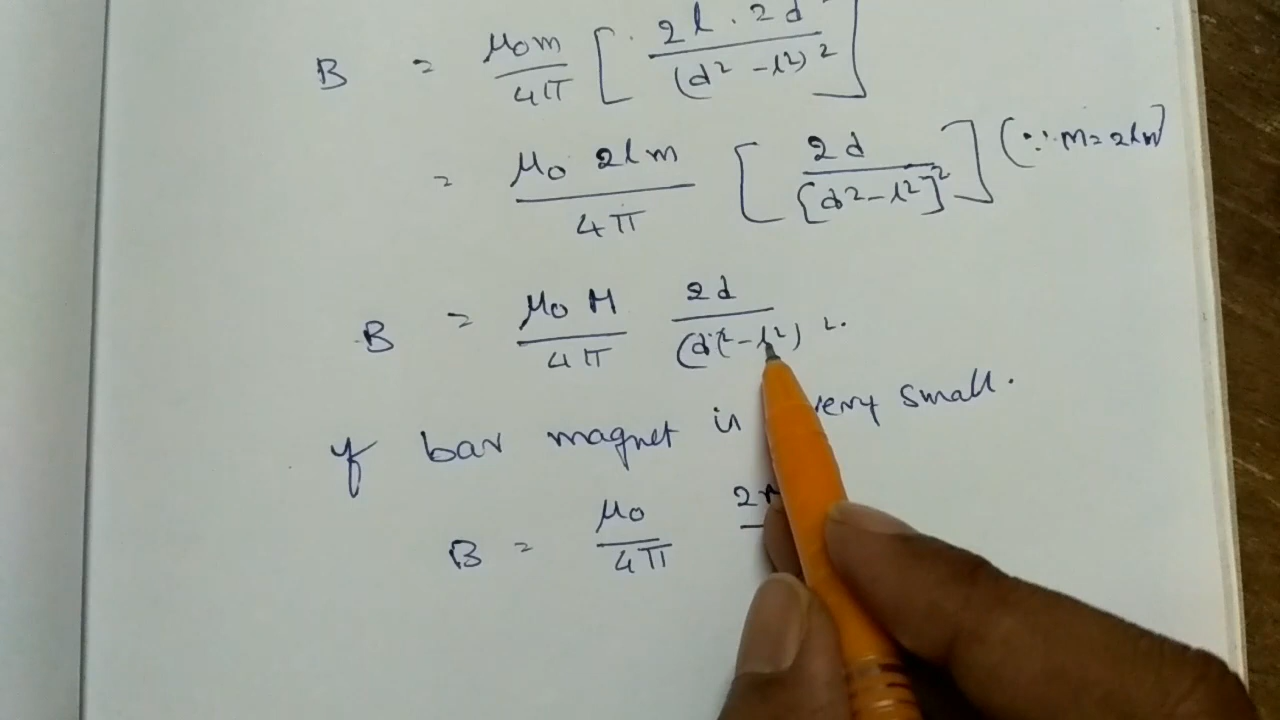 B = μ₀m/4π [ 2l · 2d / (d² - l²)² ]
= μ₀ 2lm / 4π [ 2d / [d² - l²]² ] (∵ M = 2lm)
B = μ₀ M / 4π 2d / (d² - l²)².
If bar magnet is very small.
B = μ₀/4π